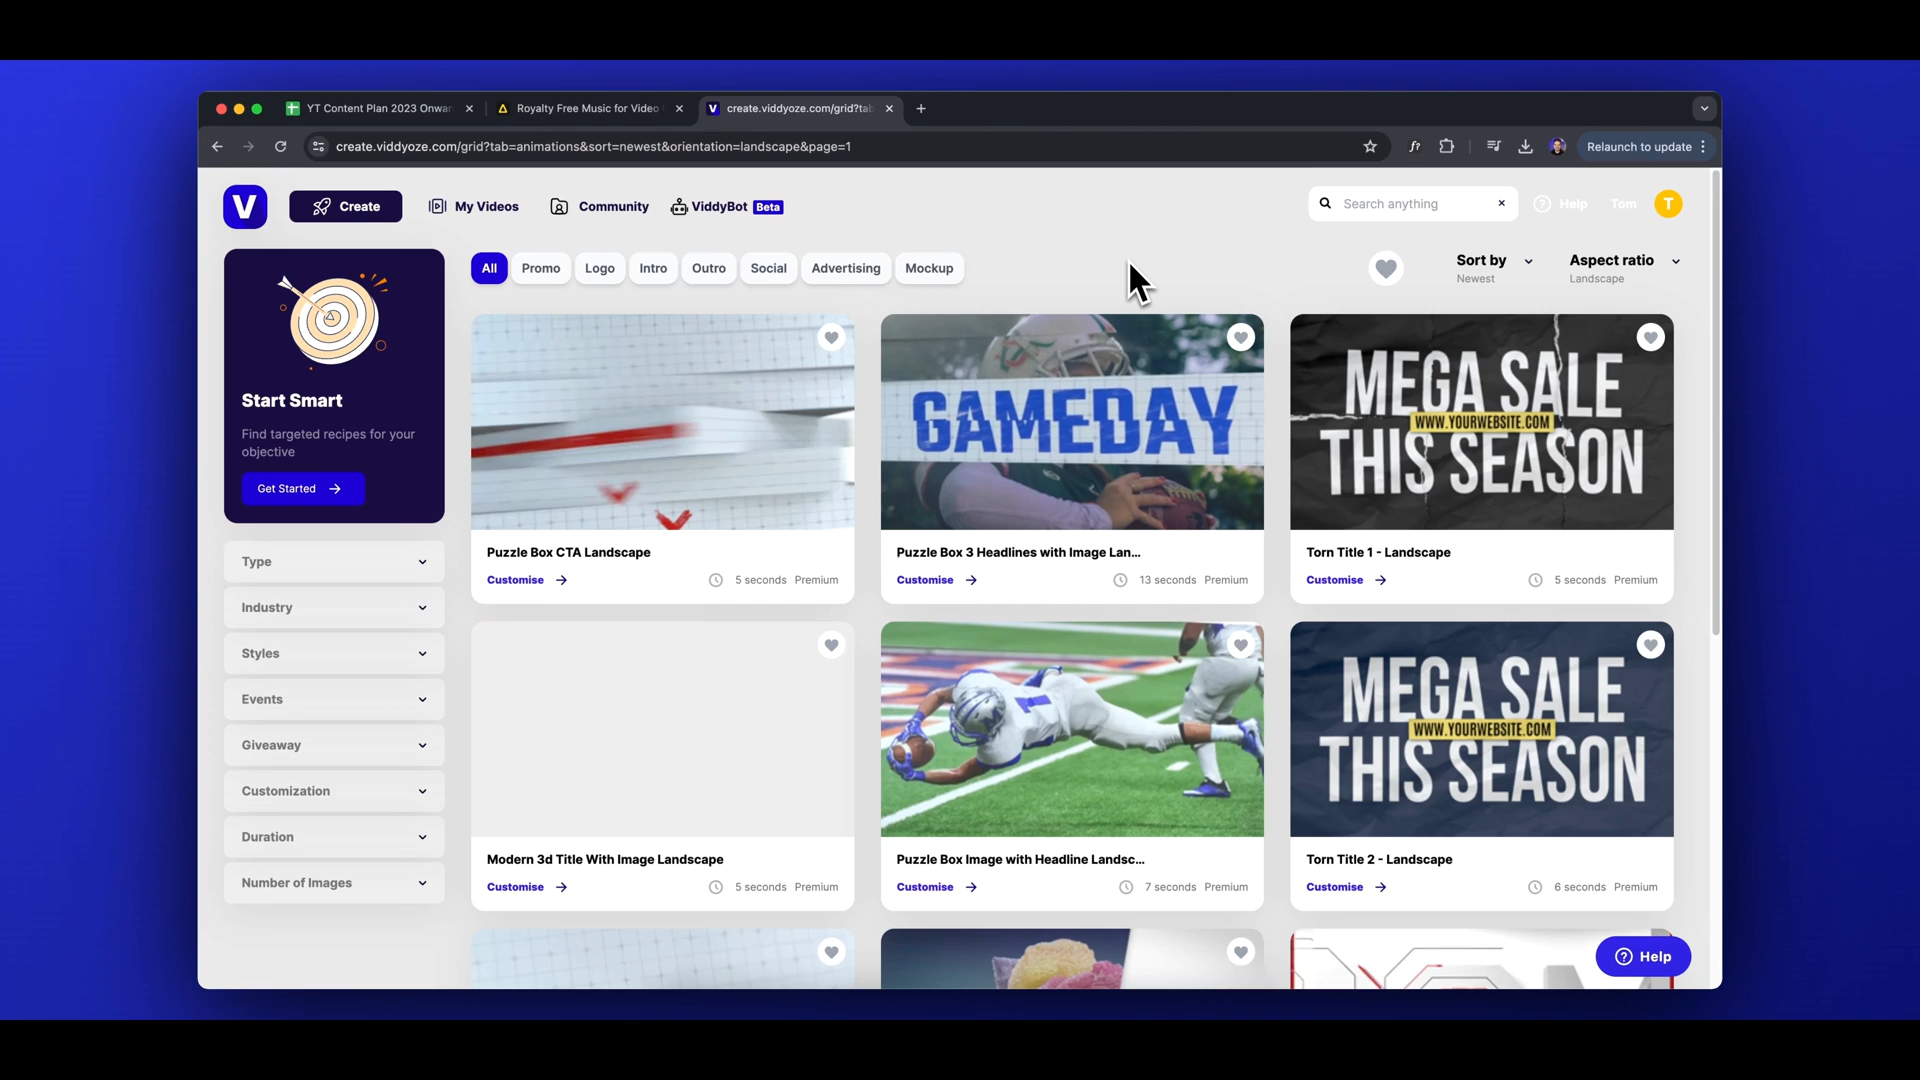 YT Content Plan 2023 Onwar
Royalty Free Music for Video
create.viddyoze.com/grid?tab
create.viddyoze.com/grid?tab=animations&sort=newest&orientation=landscape&page=1
Relaunch to update
V
Create
My Videos
Community
ViddyBot Beta
Search anything
Help
Tom
T
All
Promo
Logo
Intro
Outro
Social
Advertising
Mockup
Sort by
Newest
Aspect ratio
Landscape
Start Smart
Find targeted recipes for your
objective
Get Started
Type
Industry
Styles
Events
Giveaway
Customization
Duration
Number of Images
Puzzle Box CTA Landscape
Customise
5 seconds Premium
GAMEDAY
Puzzle Box 3 Headlines with Image Lan...
Customise
13 seconds Premium
MEGA SALE
WWW.YOURWEBSITE.COM
THIS SEASON
Torn Title 1 - Landscape
Customise
5 seconds Premium
Modern 3d Title With Image Landscape
Customise
5 seconds Premium
Puzzle Box Image with Headline Landsc...
Customise
7 seconds Premium
MEGA SALE
WWW.YOURWEBSITE.COM
THIS SEASON
Torn Title 2 - Landscape
Customise
6 seconds Premium
Help